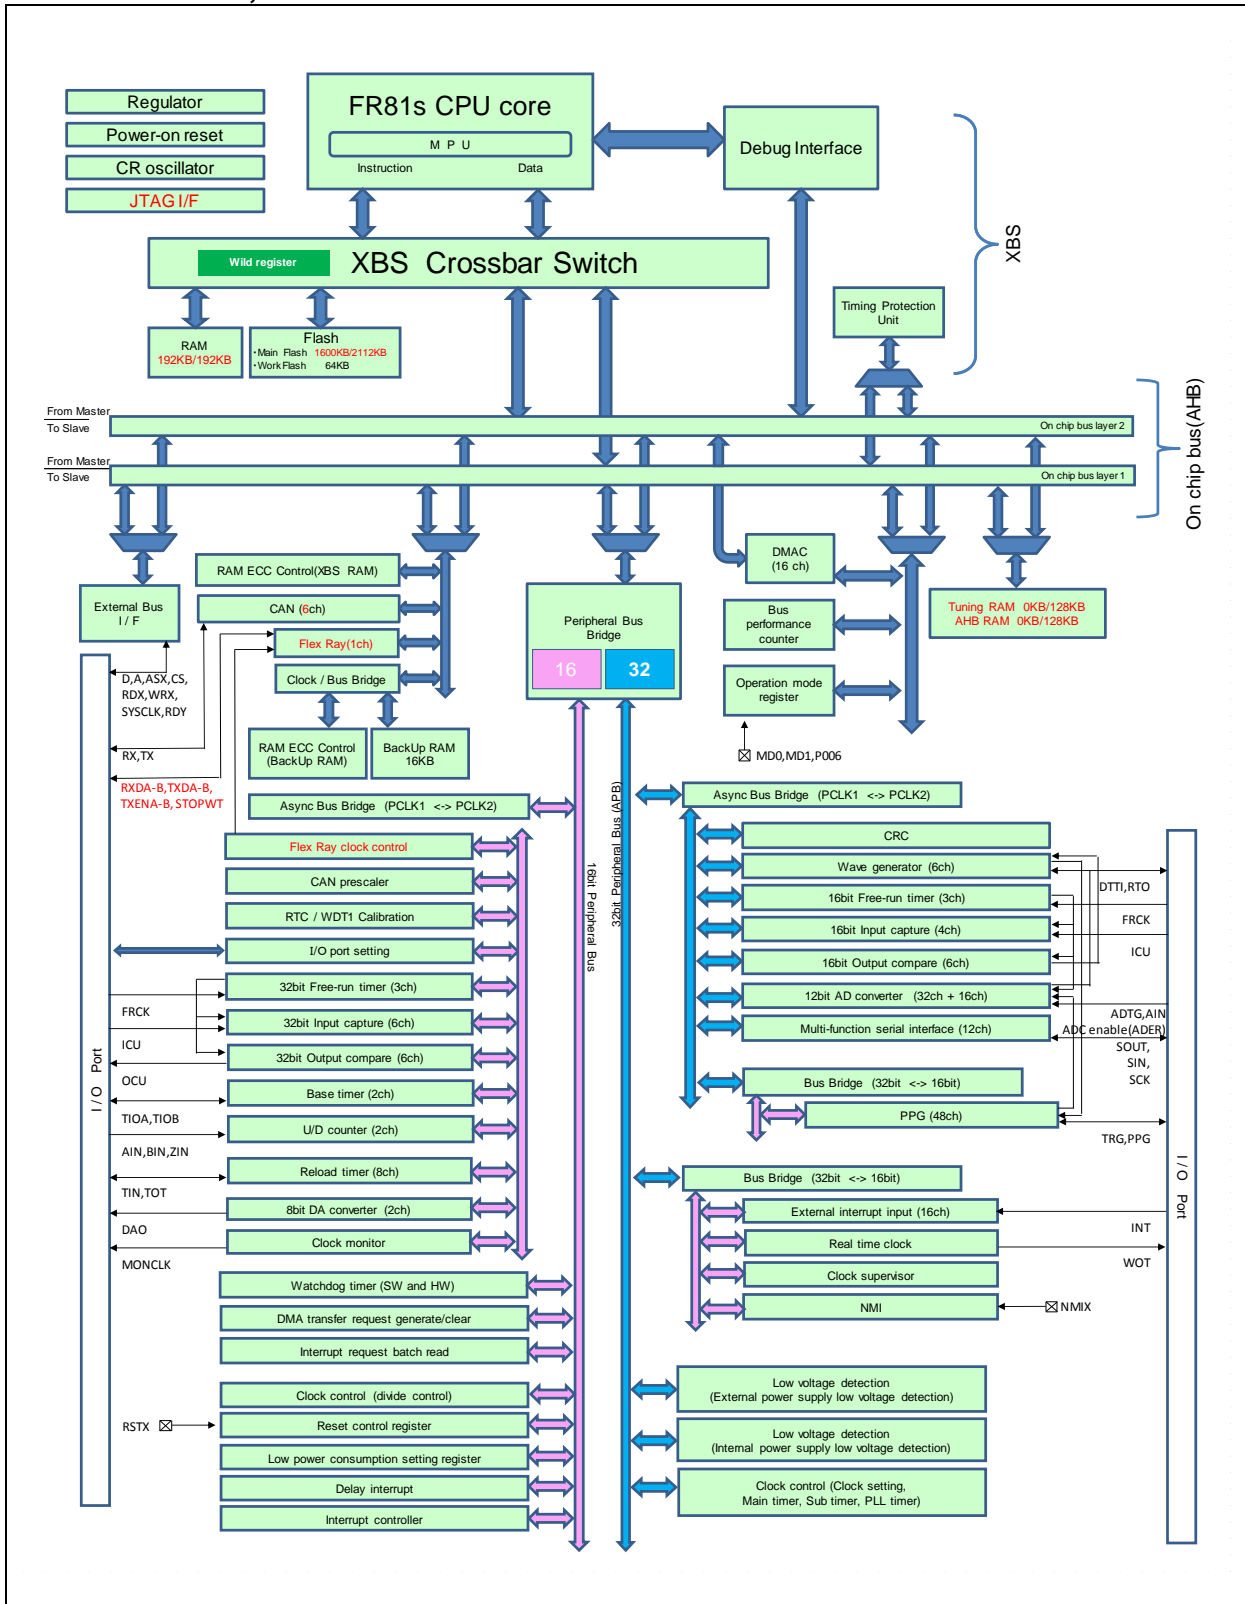 Regulator
Power-on reset
CR oscillator
JTAG I/F
FR81s CPU core
M P U
Instruction
Data
Debug Interface
XBS
Wild register
XBS Crossbar Switch
Timing Protection
Unit
RAM
192KB/192KB
Flash
・Main Flash 1600KB/2112KB
・WorkFlash 64KB
On chip bus(AHB)
From Master
To Slave
On chip bus layer 2
From Master
To Slave
On chip bus layer 1
External Bus
I / F
RAM ECC Control(XBS RAM)
CAN (6ch)
Flex Ray(1ch)
Clock / Bus Bridge
RAM ECC Control
(BackUp RAM)
BackUp RAM
16KB
Peripheral Bus
Bridge
16
32
DMAC
(16 ch)
Bus
performance
counter
Operation mode
register
MD0,MD1,P006
Tuning RAM 0KB/128KB
AHB RAM 0KB/128KB
D,A,ASX,CS,
RDX,WRX,
SYSCLK,RDY
RX,TX
RXDA-B,TXDA-B,
TXENA-B, STOPWT
Async Bus Bridge (PCLK1 <-> PCLK2)
Flex Ray clock control
CAN prescaler
RTC / WDT1 Calibration
I/O port setting
32bit Free-run timer (3ch)
32bit Input capture (6ch)
32bit Output compare (6ch)
Base timer (2ch)
U/D counter (2ch)
Reload timer (8ch)
8bit DA converter (2ch)
Clock monitor
FRCK
ICU
OCU
TIOA,TIOB
AIN,BIN,ZIN
TIN,TOT
DAO
MONCLK
I / O Port
16bit Peripheral Bus
32bit Peripheral Bus (APB)
Watchdog timer (SW and HW)
DMA transfer request generate/clear
Interrupt request batch read
Clock control (divide control)
RSTX
Reset control register
Low power consumption setting register
Delay interrupt
Interrupt controller
Async Bus Bridge (PCLK1 <-> PCLK2)
CRC
Wave generator (6ch)
16bit Free-run timer (3ch)
16bit Input capture (4ch)
16bit Output compare (6ch)
12bit AD converter (32ch + 16ch)
Multi-function serial interface (12ch)
Bus Bridge (32bit <-> 16bit)
PPG (48ch)
DTTI,RTO
FRCK
ICU
ADTG,AIN
ADC enable(ADER)
SOUT,
SIN,
SCK
TRG,PPG
I / O Port
Bus Bridge (32bit <-> 16bit)
External interrupt input (16ch)
Real time clock
Clock supervisor
NMI
INT
WOT
NMIX
Low voltage detection
(External power supply low voltage detection)
Low voltage detection
(Internal power supply low voltage detection)
Clock control (Clock setting,
Main timer, Sub timer, PLL timer)